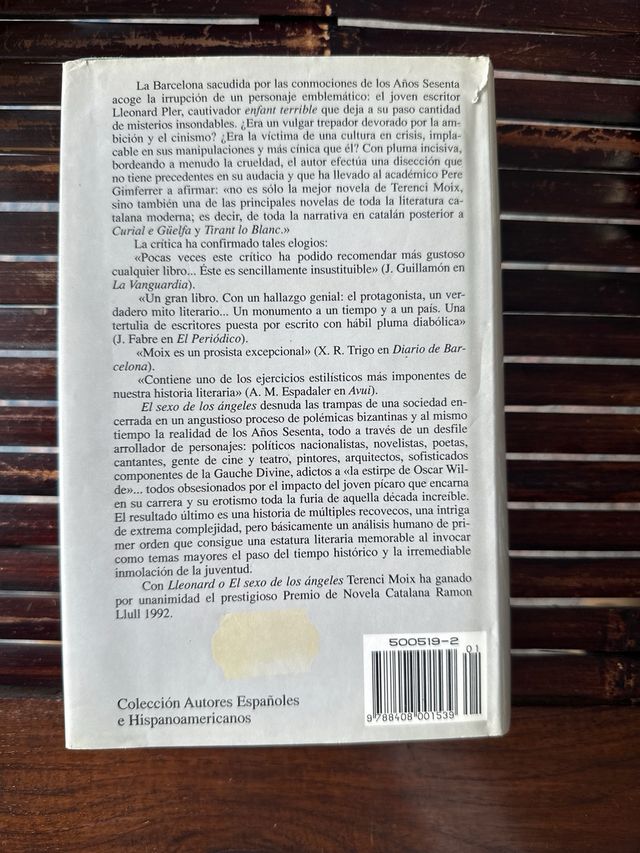 La Barcelona sacudida por las conmociones de los Años Sesenta
acoge la irrupción de un personaje emblemático: el joven escritor
Lleonard Pler, cautivador enfant terrible que deja a su paso cantidad
de misterios insondables. ¿Era un vulgar trepador devorado por la am-
bición y el cinismo? ¿Era la víctima de una cultura en crisis, impla-
cable en sus manipulaciones y más cínica que él? Con pluma incisiva,
bordeando a menudo la crueldad, el autor efectúa una disección que
no tiene precedentes en su audacia y que ha llevado al académico Pere
Gimferrer a afirmar: «no es sólo la mejor novela de Terenci Moix,
sino también una de las principales novelas de toda la literatura ca-
talana moderna; es decir, de toda la narrativa en catalán posterior a
Curial e Güelfa y Tirant lo Blanc.»
La crítica ha confirmado tales elogios:
«Pocas veces este crítico ha podido recomendar más gustoso
cualquier libro... Éste es sencillamente insustituible» (J. Guillamón en
La Vanguardia).
«Un gran libro. Con un hallazgo genial: el protagonista, un ver-
dadero mito literario... Un monumento a un tiempo y a un país. Una
tertulia de escritores puesta por escrito con hábil pluma diabólica»
(J. Fabre en El Periódico).
«Moix es un prosista excepcional» (X. R. Trigo en Diario de Bar-
celona).
«Contiene uno de los ejercicios estilísticos más imponentes de
nuestra historia literaria» (A. M. Espadaler en Avui).
El sexo de los ángeles desnuda las trampas de una sociedad en-
cerrada en un angustioso proceso de polémicas bizantinas y al mismo
tiempo la realidad de los Años Sesenta, todo a través de un desfile
arrollador de personajes: políticos nacionalistas, novelistas, poetas,
cantantes, gente de cine y teatro, pintores, arquitectos, sofisticados
componentes de la Gauche Divine, adictos a «la estirpe de Oscar Wil-
de»... todos obsesionados por el impacto del joven pícaro que encarna
en su carrera y su erotismo toda la furia de aquella década increíble.
El resultado último es una historia de múltiples recovecos, una intriga
de extrema complejidad, pero básicamente un análisis humano de pri-
mer orden que consigue una estatura literaria memorable al invocar
como temas mayores el paso del tiempo histórico y la irremediable
inmolación de la juventud.
Con Lleonard o El sexo de los ángeles Terenci Moix ha ganado
por unanimidad el prestigioso Premio de Novela Catalana Ramon
Llull 1992.
500519-2
01
9 788408 001539
Colección Autores Españoles
e Hispanoamericanos